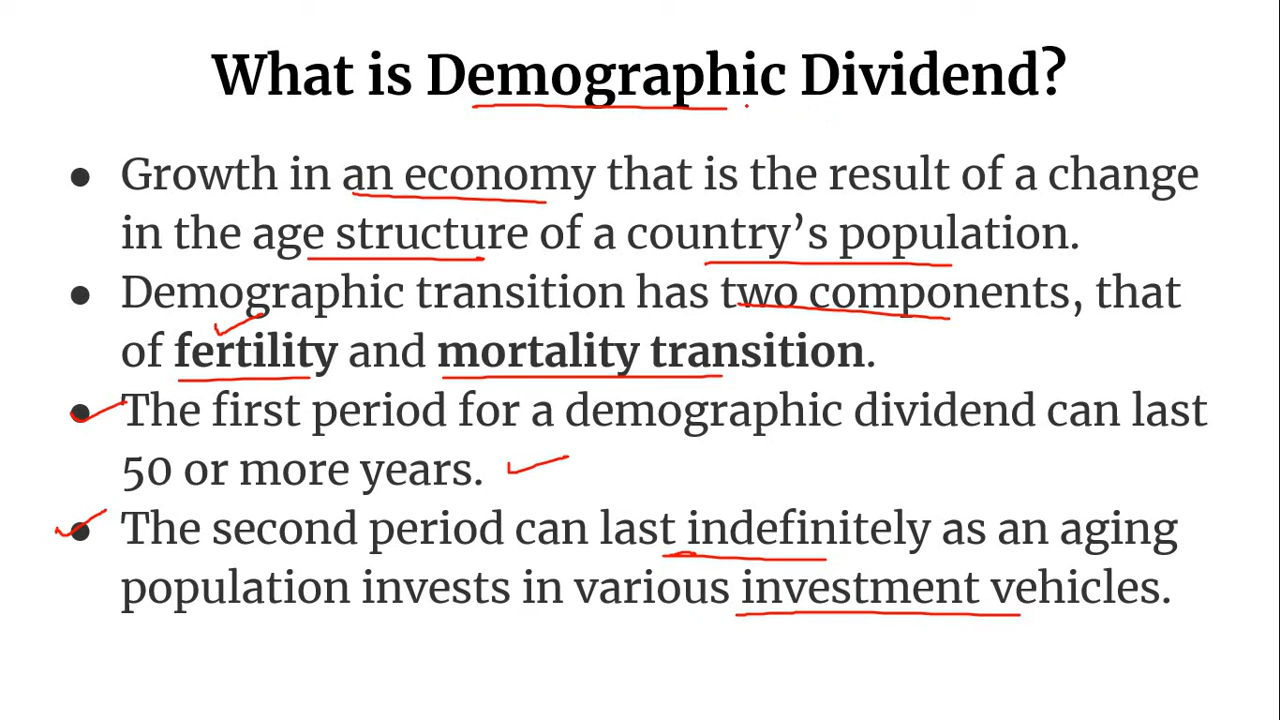 What is Demographic Dividend?
● Growth in an economy that is the result of a change
in the age structure of a country’s population.
● Demographic transition has two components, that
of fertility and mortality transition.
● The first period for a demographic dividend can last
50 or more years.
● The second period can last indefinitely as an aging
population invests in various investment vehicles.